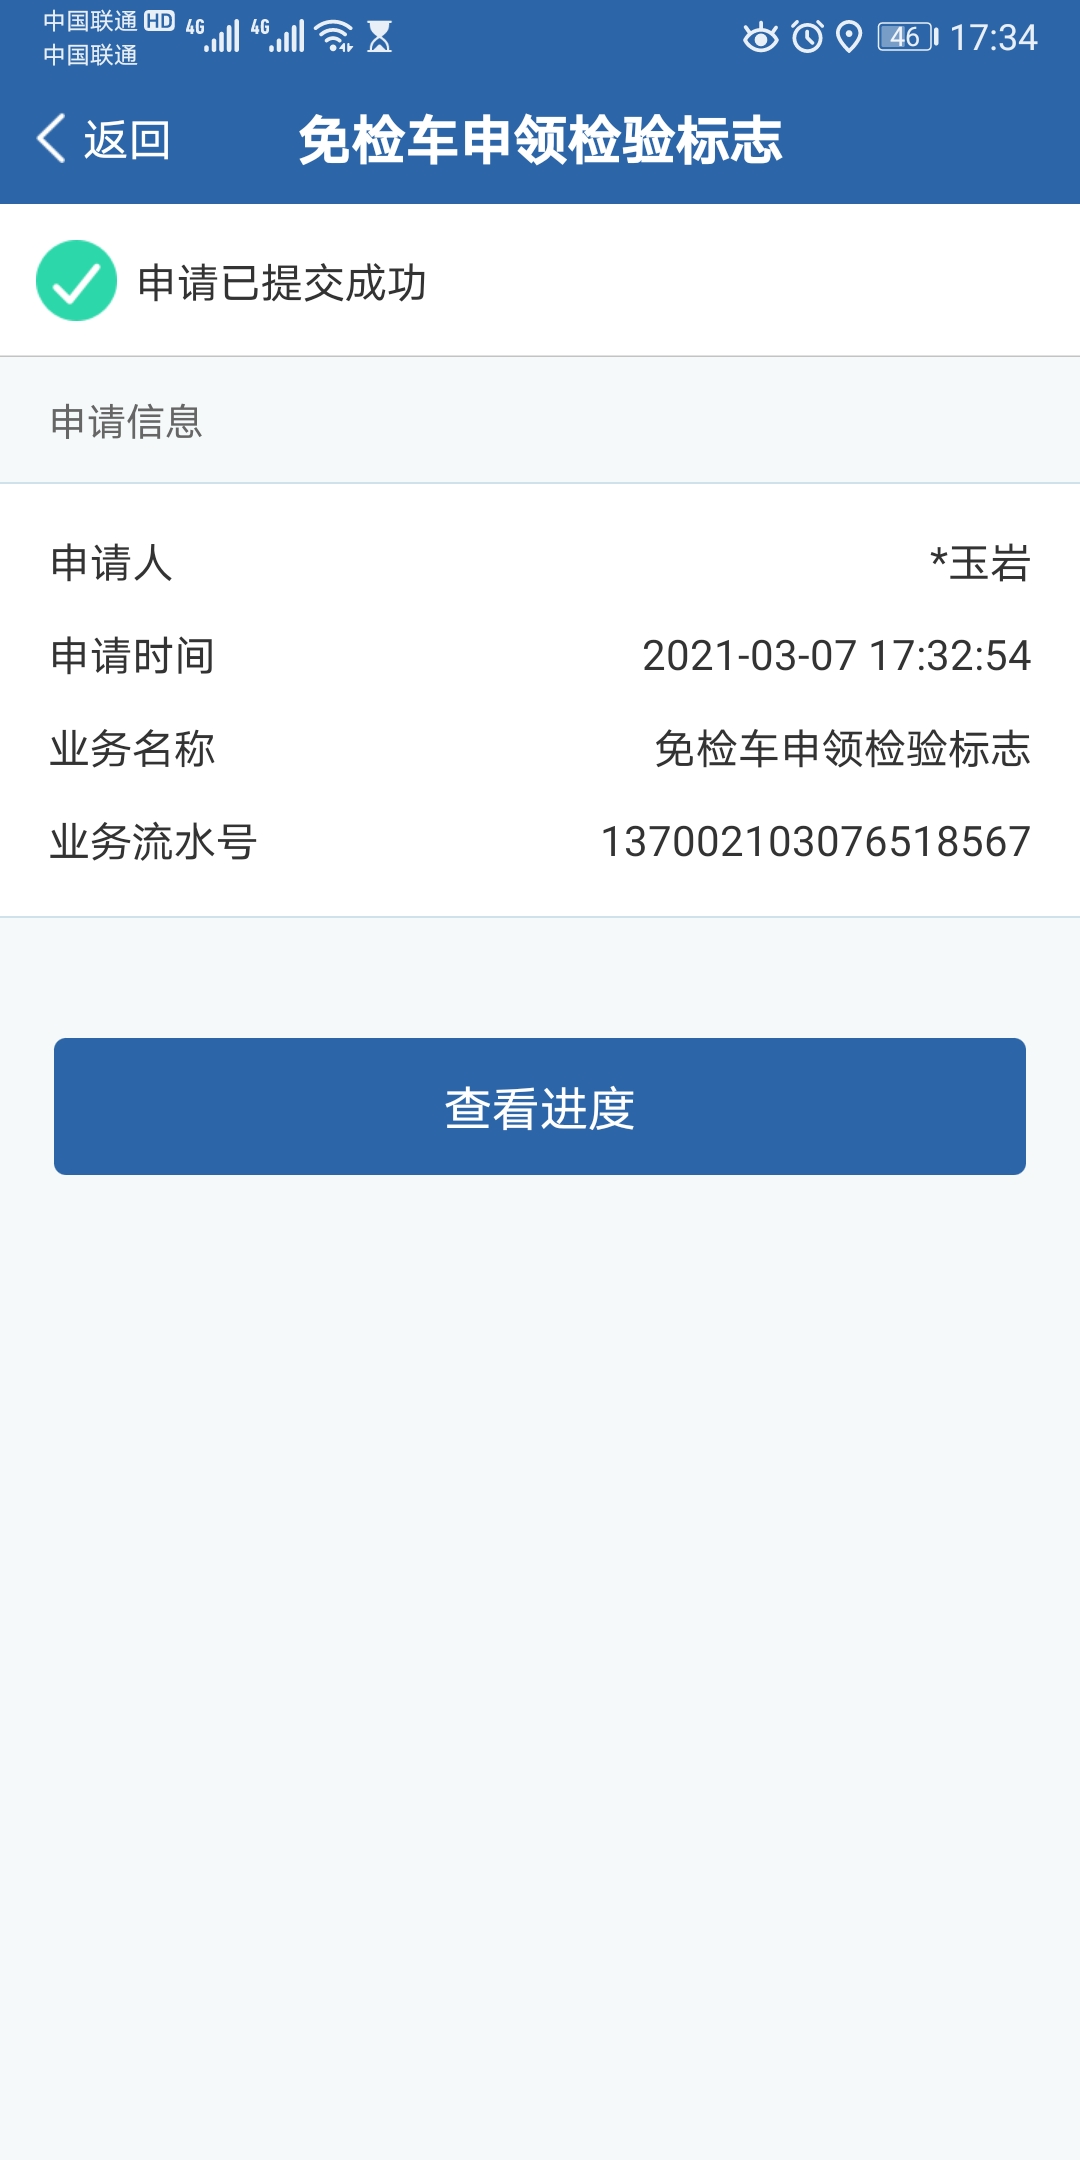 中国联通 HD 4G 4G 46 17:34
中国联通
返回 免检车申领检验标志
申请已提交成功
申请信息
申请人 *玉岩
申请时间 2021-03-07 17:32:54
业务名称 免检车申领检验标志
业务流水号 137002103076518567
查看进度